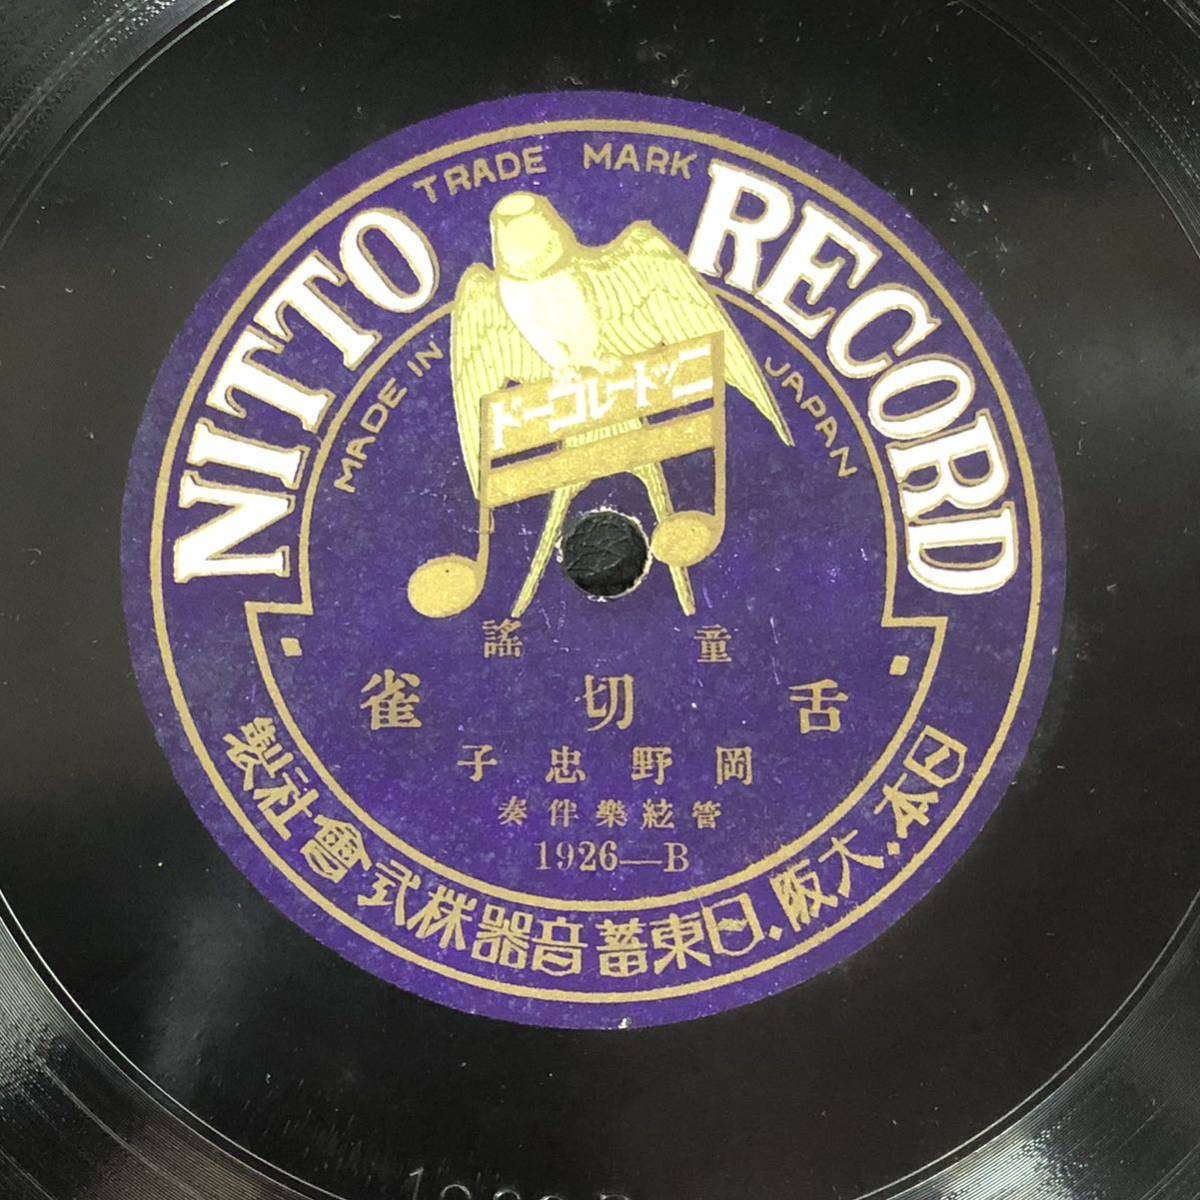 TRADE MARK
NITTO RECORD
MADE IN JAPAN
ニットーレコード
童謠
舌切雀
岡野忠子
管絃樂伴奏
1926—B
日本.大阪.日東蓄音器株式會社製